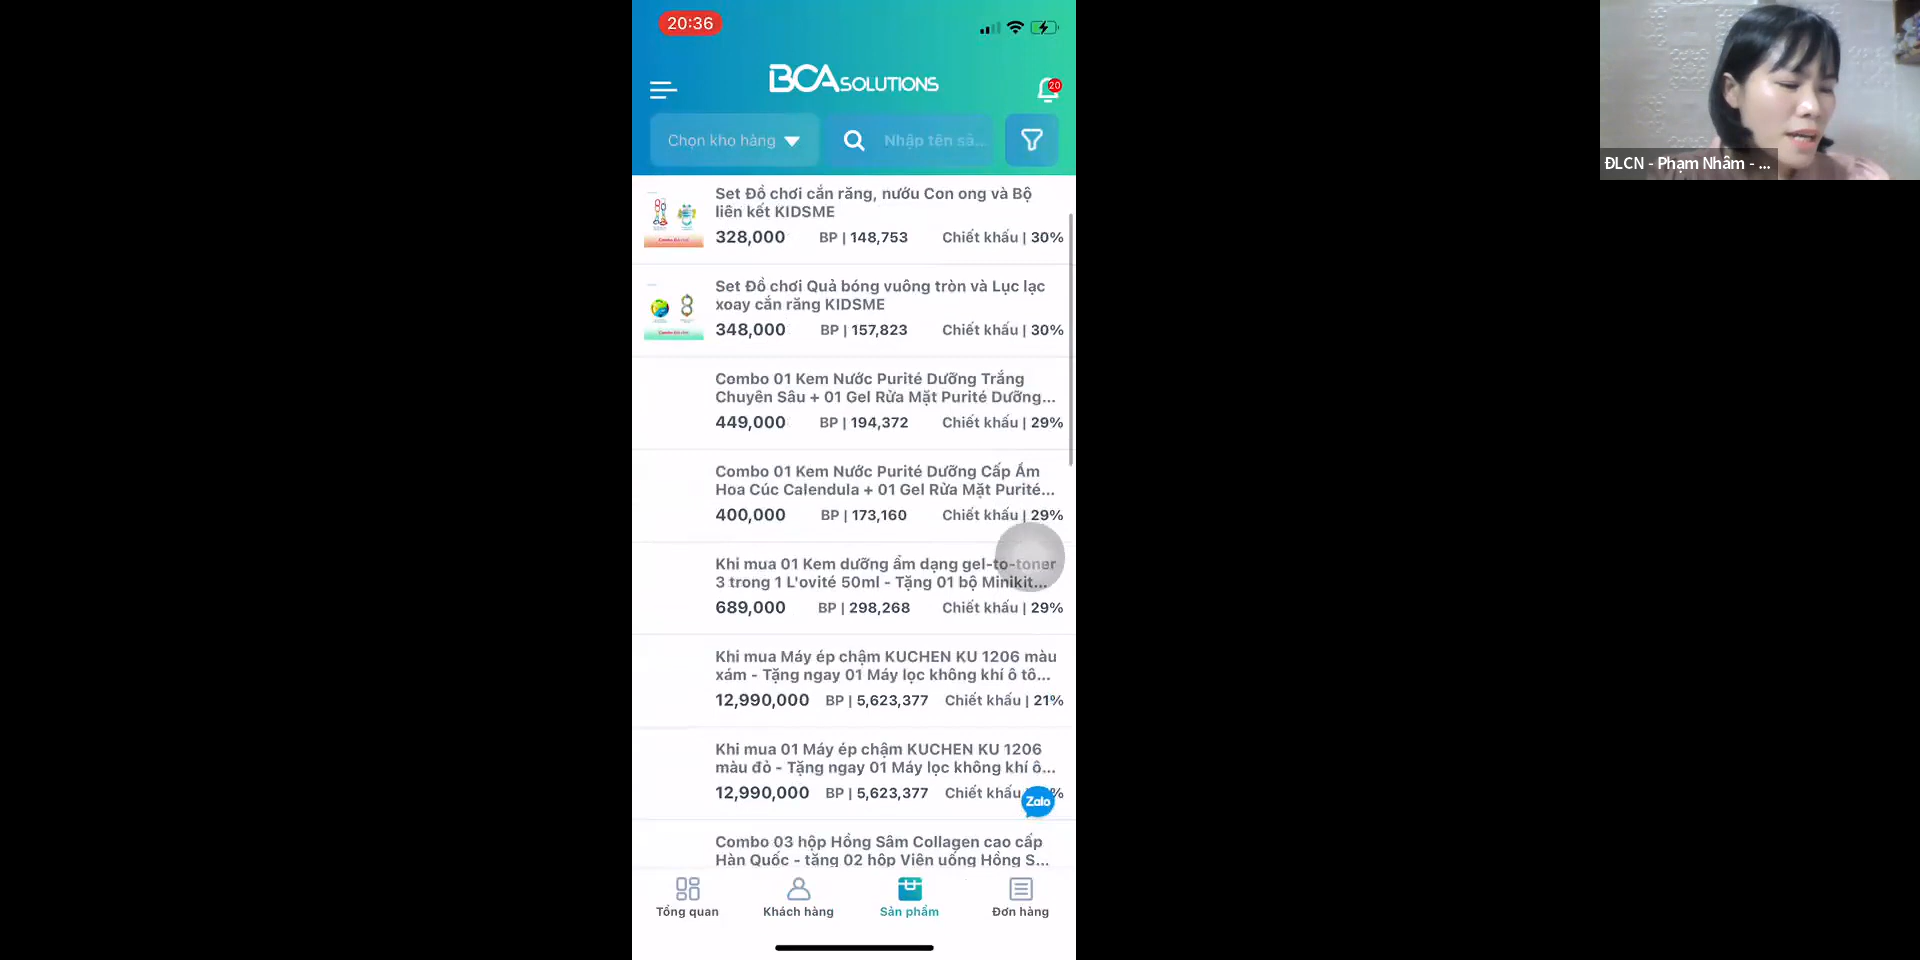 20:36
BCA SOLUTIONS
20
Chọn kho hàng
Nhập tên sả...
Set Đồ chơi cắn răng, nướu Con ong và Bộ
liên kết KIDSME
328,000 BP | 148,753 Chiết khấu | 30%
Set Đồ chơi Quả bóng vuông tròn và Lục lạc
xoay cắn răng KIDSME
348,000 BP | 157,823 Chiết khấu | 30%
Combo 01 Kem Nước Purité Dưỡng Trắng
Chuyên Sâu + 01 Gel Rửa Mặt Purité Dưỡng...
449,000 BP | 194,372 Chiết khấu | 29%
Combo 01 Kem Nước Purité Dưỡng Cấp Ẩm
Hoa Cúc Calendula + 01 Gel Rửa Mặt Purité...
400,000 BP | 173,160 Chiết khấu | 29%
Khi mua 01 Kem dưỡng ẩm dạng gel-to-toner
3 trong 1 L'ovité 50ml - Tặng 01 bộ Minikit...
689,000 BP | 298,268 Chiết khấu | 29%
Khi mua Máy ép chậm KUCHEN KU 1206 màu
xám - Tặng ngay 01 Máy lọc không khí ô tô...
12,990,000 BP | 5,623,377 Chiết khấu | 21%
Khi mua 01 Máy ép chậm KUCHEN KU 1206
màu đỏ - Tặng ngay 01 Máy lọc không khí ô...
12,990,000 BP | 5,623,377 Chiết khấu %
Zalo
Combo 03 hộp Hồng Sâm Collagen cao cấp
Hàn Quốc - tặng 02 hộp Viên uống Hồng S...
Tổng quan
Khách hàng
Sản phẩm
Đơn hàng
ĐLCN - Phạm Nhâm - ...